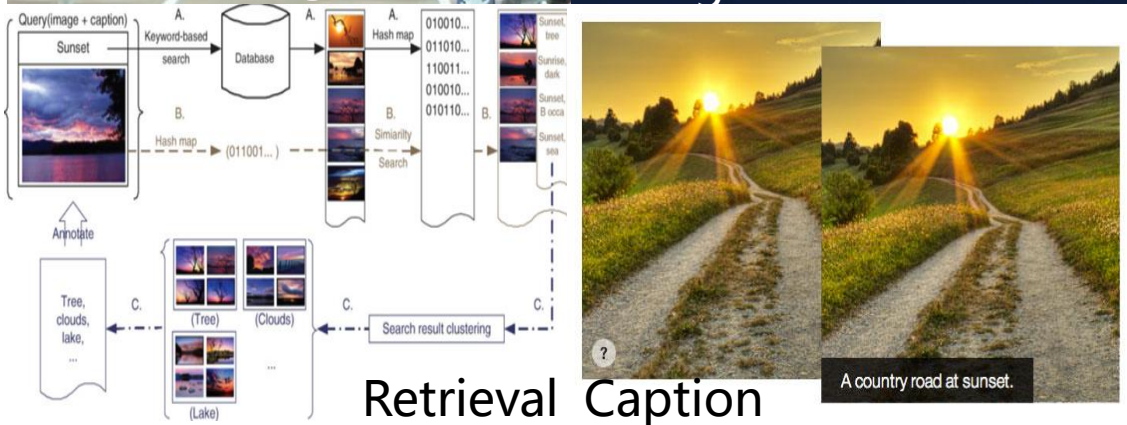 Query(image + caption)
Sunset
A.
Keyword-based
search
Database
A.
A.
Hash map
010010...
011010...
110011...
010010...
010110...
Sunset,
tree
Sunrise,
dark
Sunset,
B occa
Sunset,
sea
B.
Hash map
(011001... )
B.
Simiarity
Search
B.
Annotate
Tree,
clouds,
lake,
...
C.
(Tree)
(Clouds)
(Lake)
...
C.
Search result clustering
C.
?
A country road at sunset.
Retrieval Caption